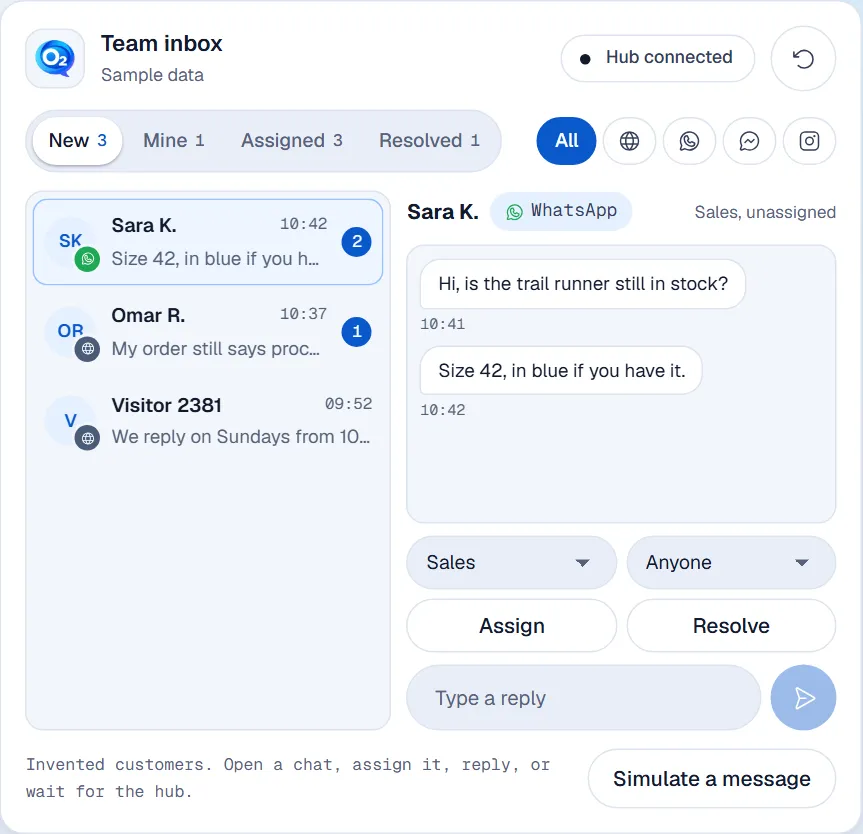 O2
Team inbox
Sample data
Hub connected
New 3
Mine 1
Assigned 3
Resolved 1
All
SK
Sara K.
10:42
Size 42, in blue if you h...
2
OR
Omar R.
10:37
My order still says proc...
1
V
Visitor 2381
09:52
We reply on Sundays from 10...
Sara K.
WhatsApp
Sales, unassigned
Hi, is the trail runner still in stock?
10:41
Size 42, in blue if you have it.
10:42
Sales
Anyone
Assign
Resolve
Type a reply
Invented customers. Open a chat, assign it, reply, or
wait for the hub.
Simulate a message